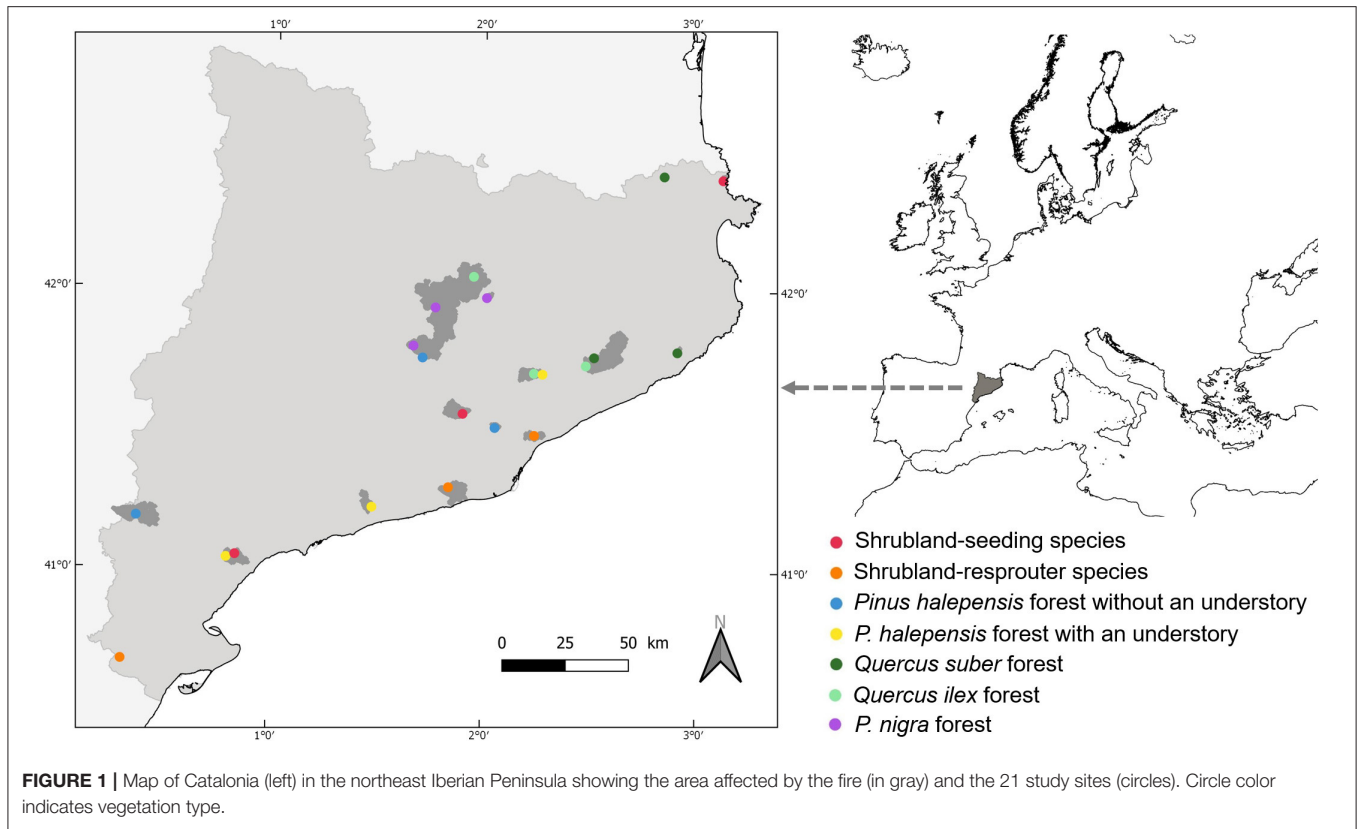 1°0'
2°0'
3°0'
42°0'
42°0'
41°0'
41°0'
N
0 25 50 km
1°0'
2°0'
3°0'
Shrubland-seeding species
Shrubland-resprouter species
Pinus halepensis forest without an understory
P. halepensis forest with an understory
Quercus suber forest
Quercus ilex forest
P. nigra forest
FIGURE 1 | Map of Catalonia (left) in the northeast Iberian Peninsula showing the area affected by the fire (in gray) and the 21 study sites (circles). Circle color
indicates vegetation type.